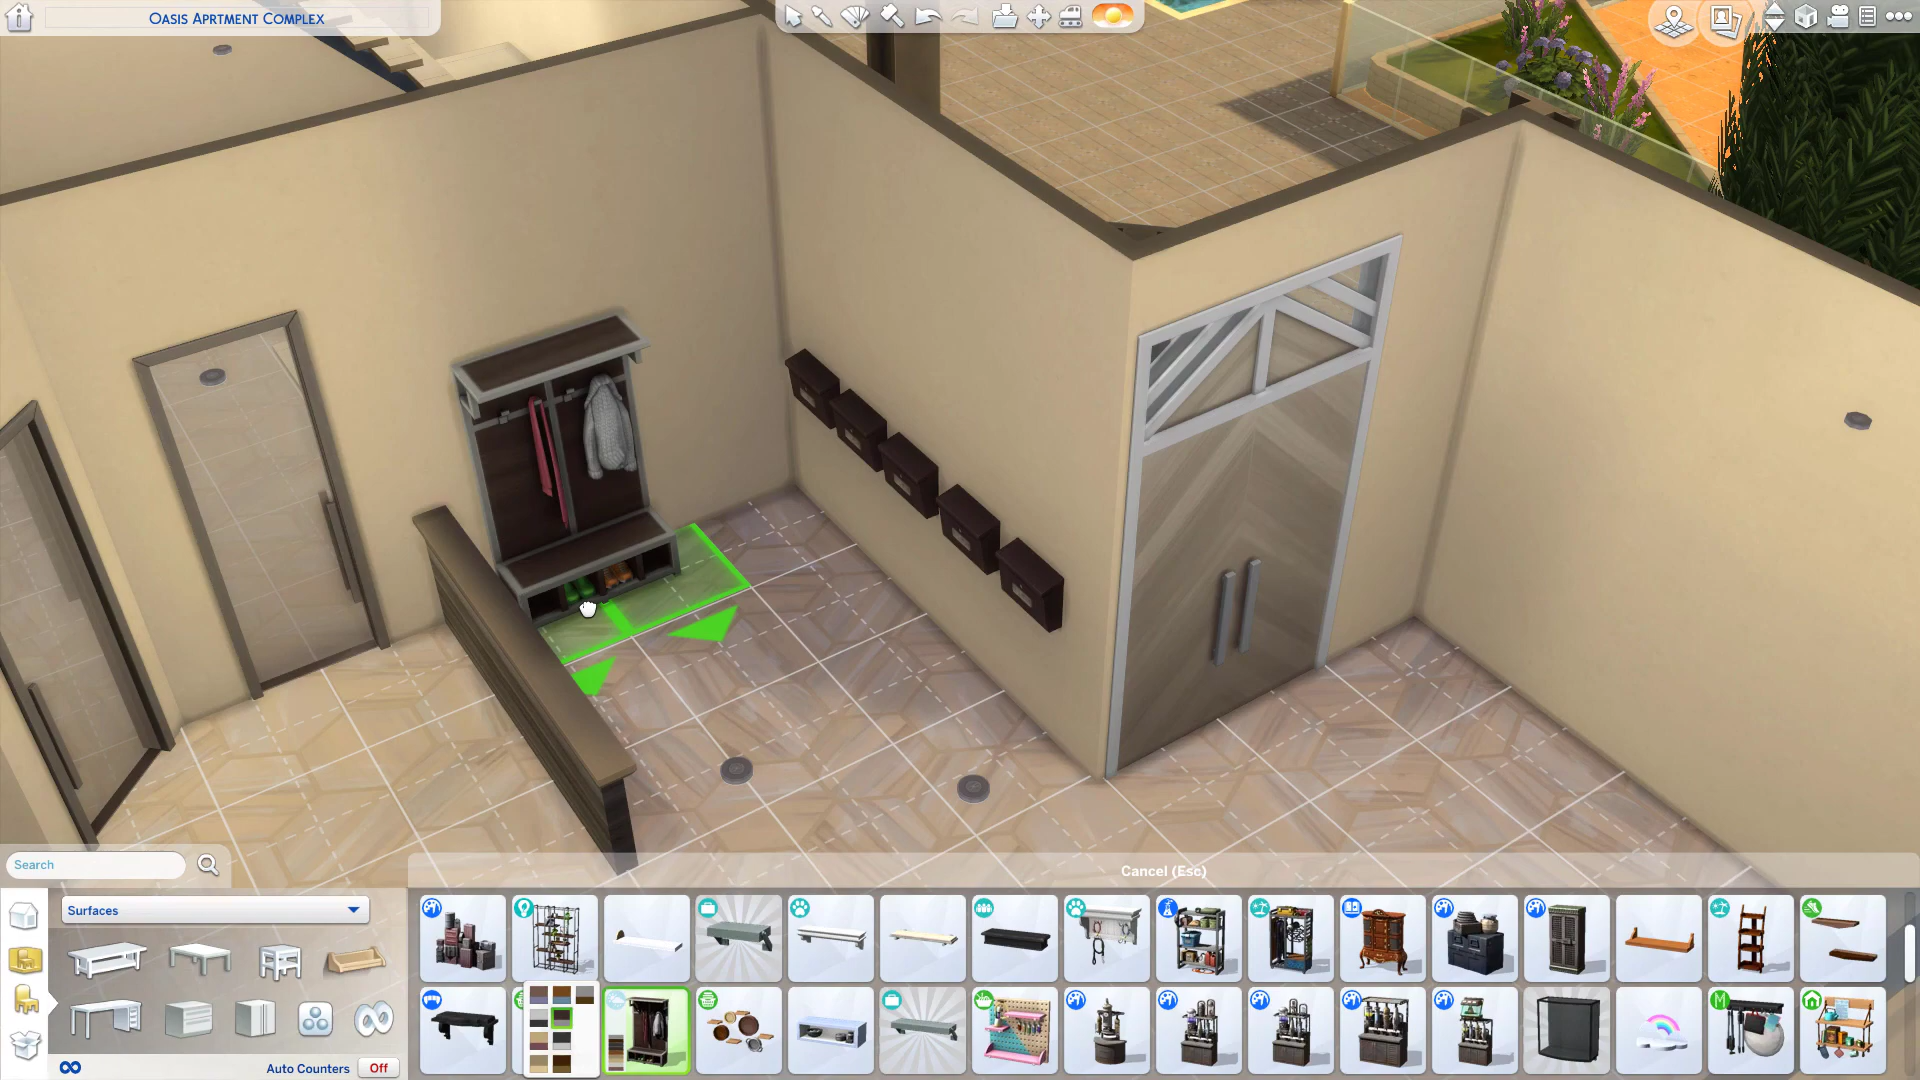 OASIS APRTMENT COMPLEX
Cancel (Esc)
Search
Surfaces
Auto Counters
Off